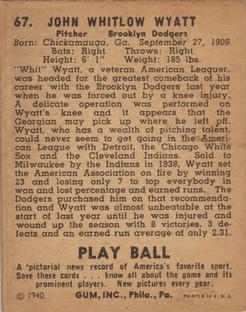 67. JOHN WHITLOW WYATT
Pitcher Brooklyn Dodgers
Born: Chickamauga, Ga. September 27, 1909
Bats: Right Throws: Right
Height: 6' 1" Weight: 185 lbs.
"Whit" Wyatt, a veteran American Leaguer,
was headed for the greatest comeback of his
career with the Brooklyn Dodgers last year
when he was forced out by a knee injury.
A delicate operation was performed on
Wyatt's knee and it appears that the
Georgian may pick up where he left off.
Wyatt, who has a wealth of pitching talent,
could never seem to get going in the Amer-
ican League with Detroit, the Chicago White
Sox and the Cleveland Indians. Sold to
Milwaukee by the Indians in 1938, Wyatt set
the American Association on fire by winning
23 and losing only 7 to top everybody in
won and lost percentage and earned runs. The
Dodgers purchased him on that recommenda-
tion and Wyatt was almost unbeatable at the
start of last year until he was injured and
wound up the season with 8 victories, 3 de-
feats and an earned run average of only 2.31.
PLAY BALL
A "pictorial news record of America's favorite sport.
Save these cards . . . know all about the game and its
prominent players. New pictures every year.
© 1940, GUM, INC., Phila., Pa. PRINTED IN U. S. A.